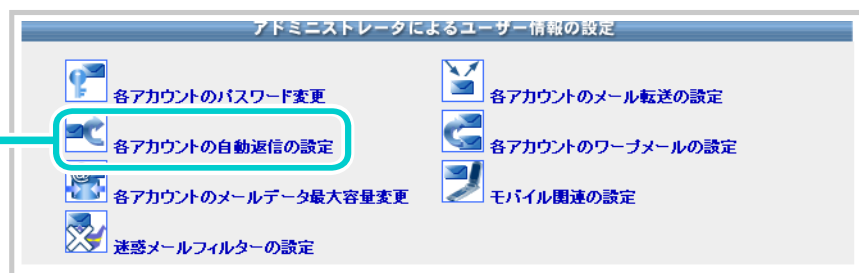 アドミニストレータによるユーザー情報の設定
各アカウントのパスワード変更
各アカウントのメール転送の設定
各アカウントの自動返信の設定
各アカウントのワープメールの設定
各アカウントのメールデータ最大容量変更
モバイル関連の設定
迷惑メールフィルターの設定